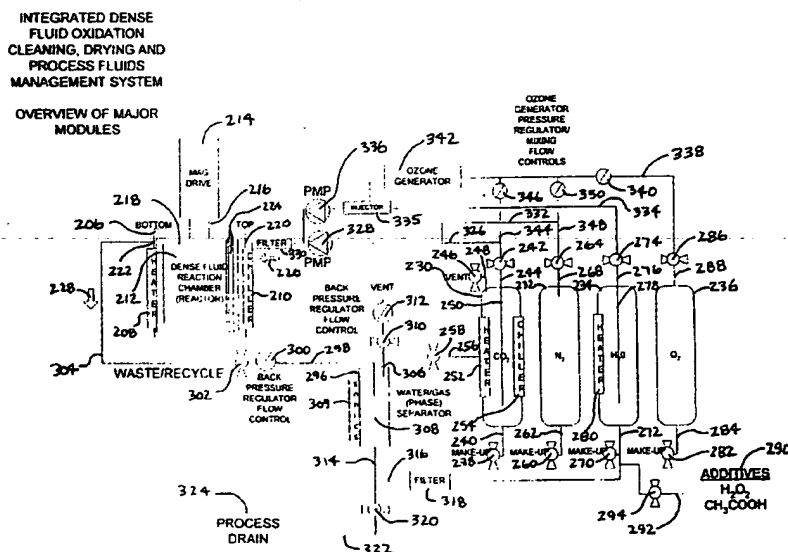 INTEGRATED DENSE
FLUID OXIDATION
CLEANING, DRYING AND
PROCESS FLUIDS
MANAGEMENT SYSTEM
OVERVIEW OF MAJOR
MODULES
214
MAG
DRIVE
218
216
224
206
BOTTOM
TOP
220
222
212
DENSE FLUID
REACTION
CHAMBER
(REACTOR)
HEATER
208
210
228
304
WASTE/RECYCLE
302
336
PMP
328
PMP
FILTER
330
226
342
OZONE
GENERATOR
INJECTOR
335
OZONE
GENERATOR
PRESSURE
REGULATOR/
MIXING
FLOW
CONTROLS
338
346
350
340
334
332
326
344
348
246
248
242
264
274
286
VENT
230
244
268
276
288
250
232
234
278
236
BACK
PRESSURE
REGULATOR
FLOW
CONTROL
VENT
312
310
258
256
252
HEATER
CO2
CHILLER
N2
HEATER
H2O
O2
300
298
BACK
PRESSURE
REGULATOR
FLOW
CONTROL
296
309
306
WATER/GAS
(PHASE)
SEPARATOR
308
254
240
262
280
272
284
MAKE-UP
238
MAKE-UP
260
MAKE-UP
270
MAKE-UP
282
314
316
FILTER
318
ADDITIVES
290
H2O2
CH3COOH
294
292
324
PROCESS
DRAIN
320
322